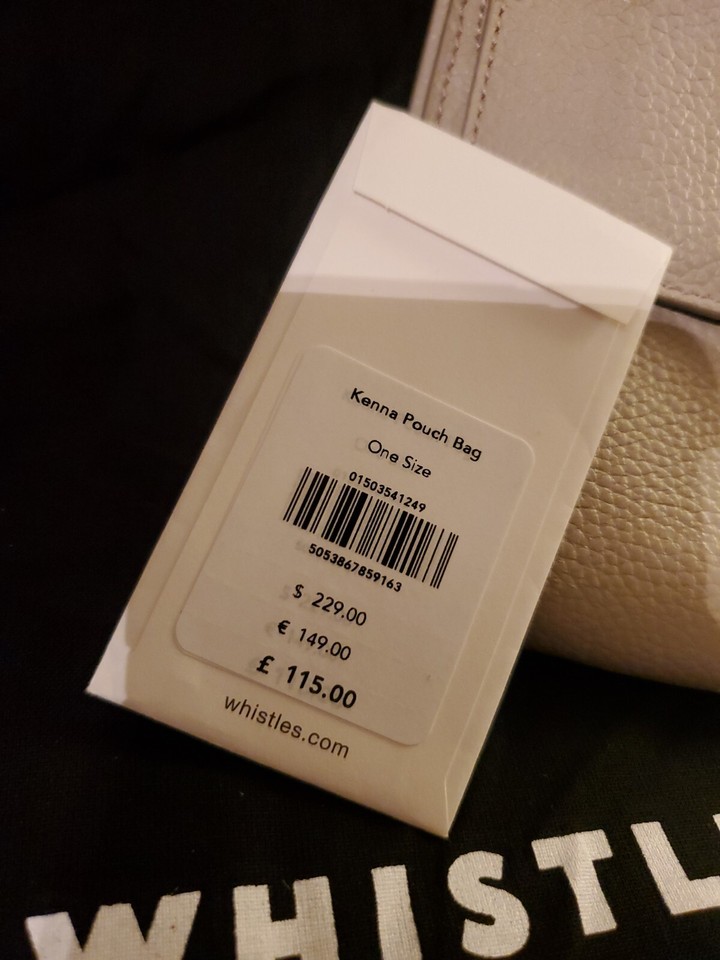 Kenna Pouch Bag
One Size
01503541249
5053867859163
$ 229.00
€ 149.00
£ 115.00
whistles.com
WHISTL